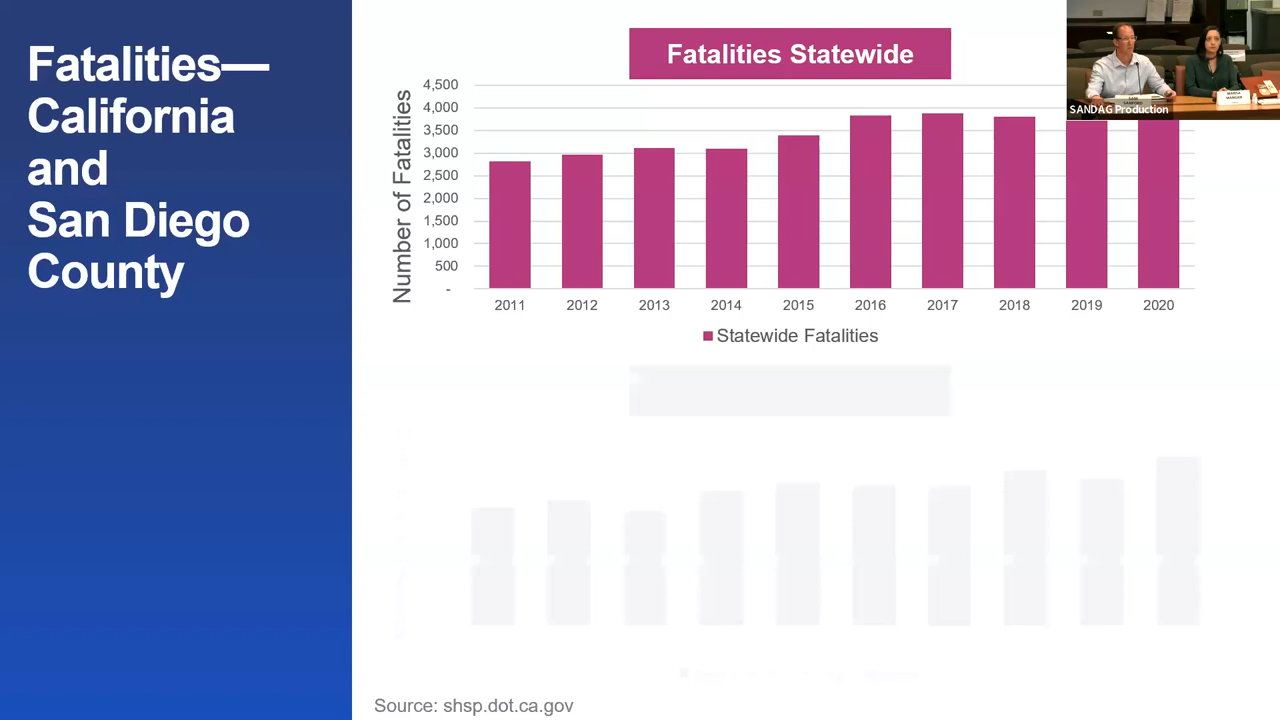 Fatalities—
California
and
San Diego
County
Fatalities Statewide
Number of Fatalities
4,500
4,000
3,500
3,000
2,500
2,000
1,500
1,000
500
-
2011 2012 2013 2014 2015 2016 2017 2018 2019 2020
Statewide Fatalities
SANDAG Production
Source: shsp.dot.ca.gov